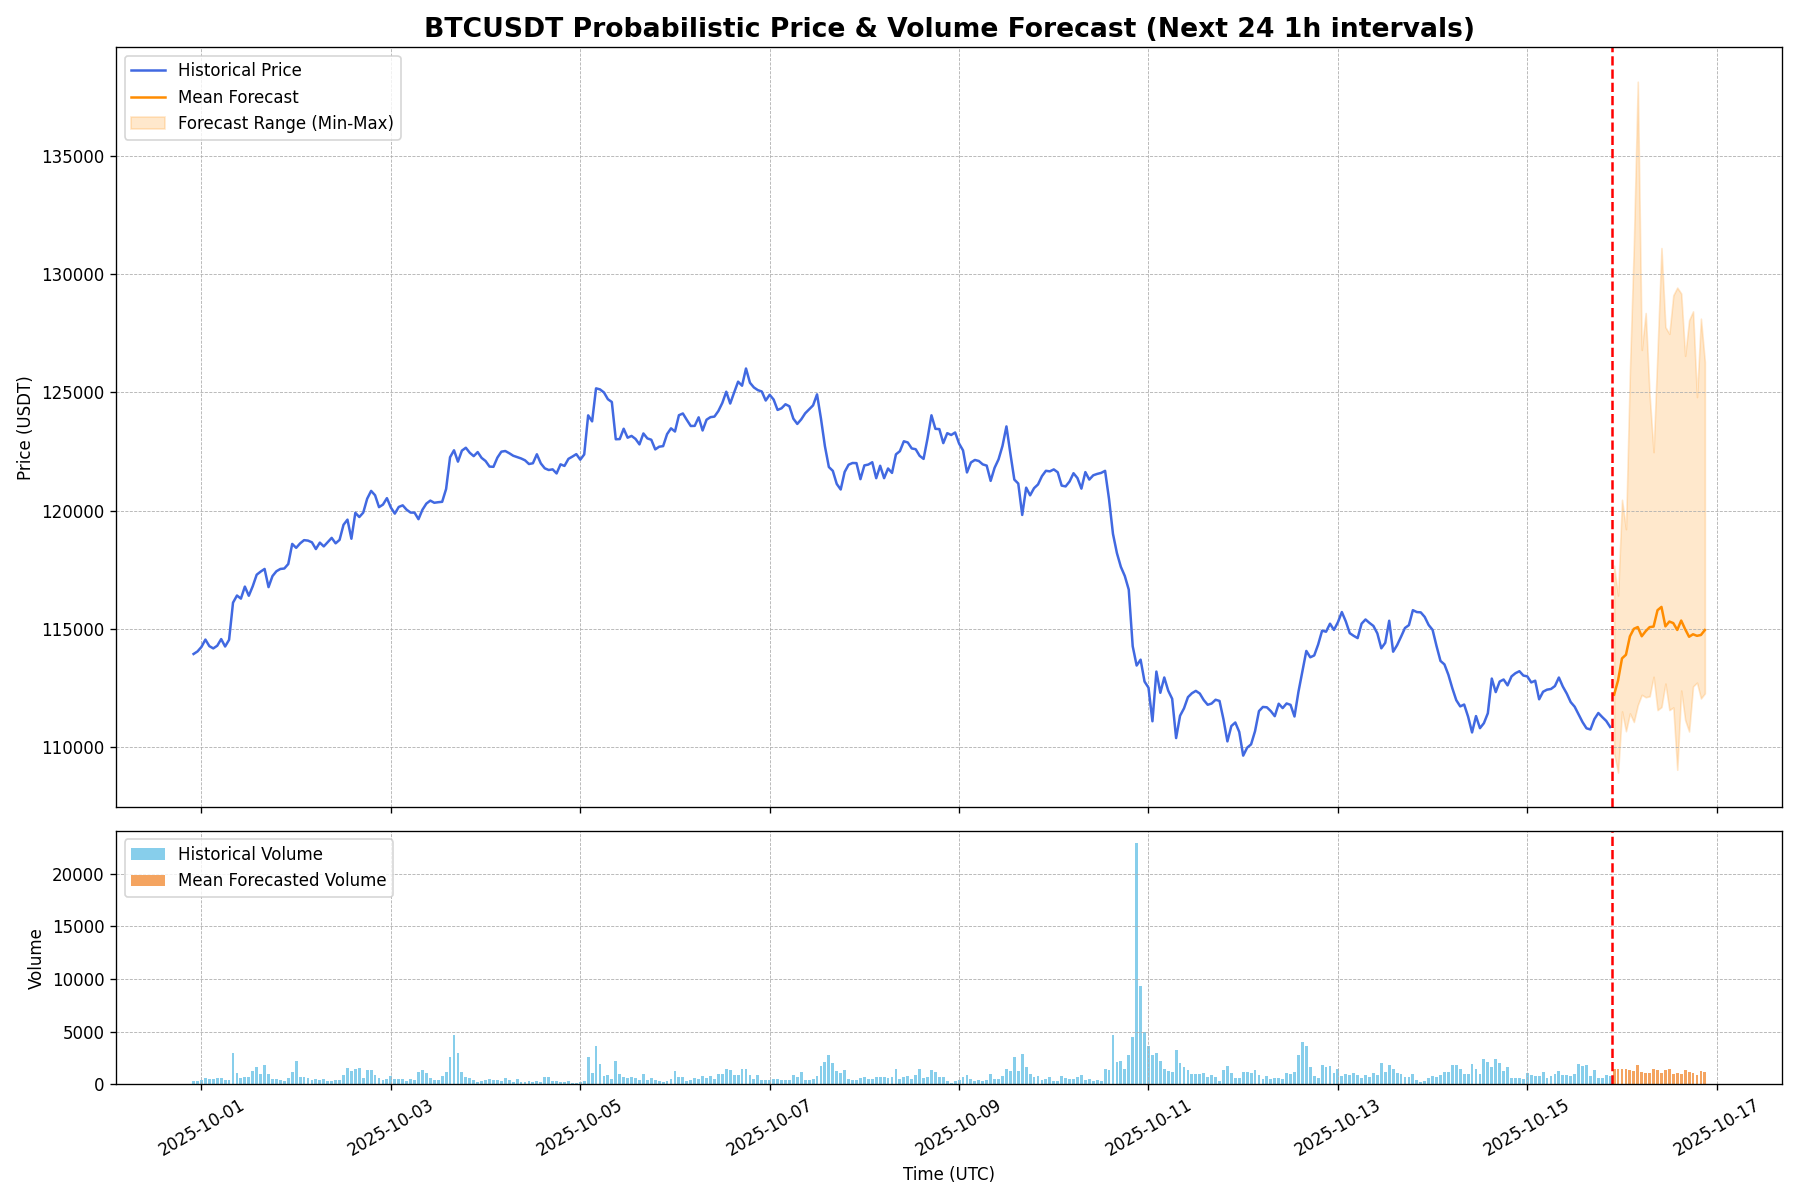 BTCUSDT Probabilistic Price & Volume Forecast (Next 24 1h intervals)
Historical Price
Mean Forecast
Forecast Range (Min-Max)
135000
130000
125000
120000
115000
110000
Price (USDT)
Historical Volume
Mean Forecasted Volume
20000
15000
10000
5000
0
Volume
2025-10-01
2025-10-03
2025-10-05
2025-10-07
2025-10-09
2025-10-11
2025-10-13
2025-10-15
2025-10-17
Time (UTC)